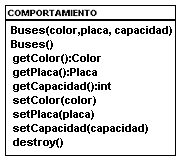 COMPORTAMIENTO
Buses(color,placa, capacidad)
Buses()
getColor():Color
getPlaca():Placa
getCapacidad():int
setColor(color)
setPlaca(placa)
setCapacidad(capacidad)
destroy()